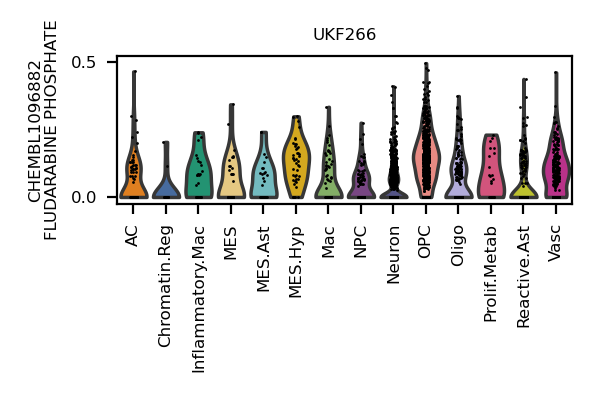 UKF266
CHEMBL1096882
FLUDARABINE PHOSPHATE
0.5
0.0
AC
Chromatin.Reg
Inflammatory.Mac
MES
MES.Ast
MES.Hyp
Mac
NPC
Neuron
OPC
Oligo
Prolif.Metab
Reactive.Ast
Vasc